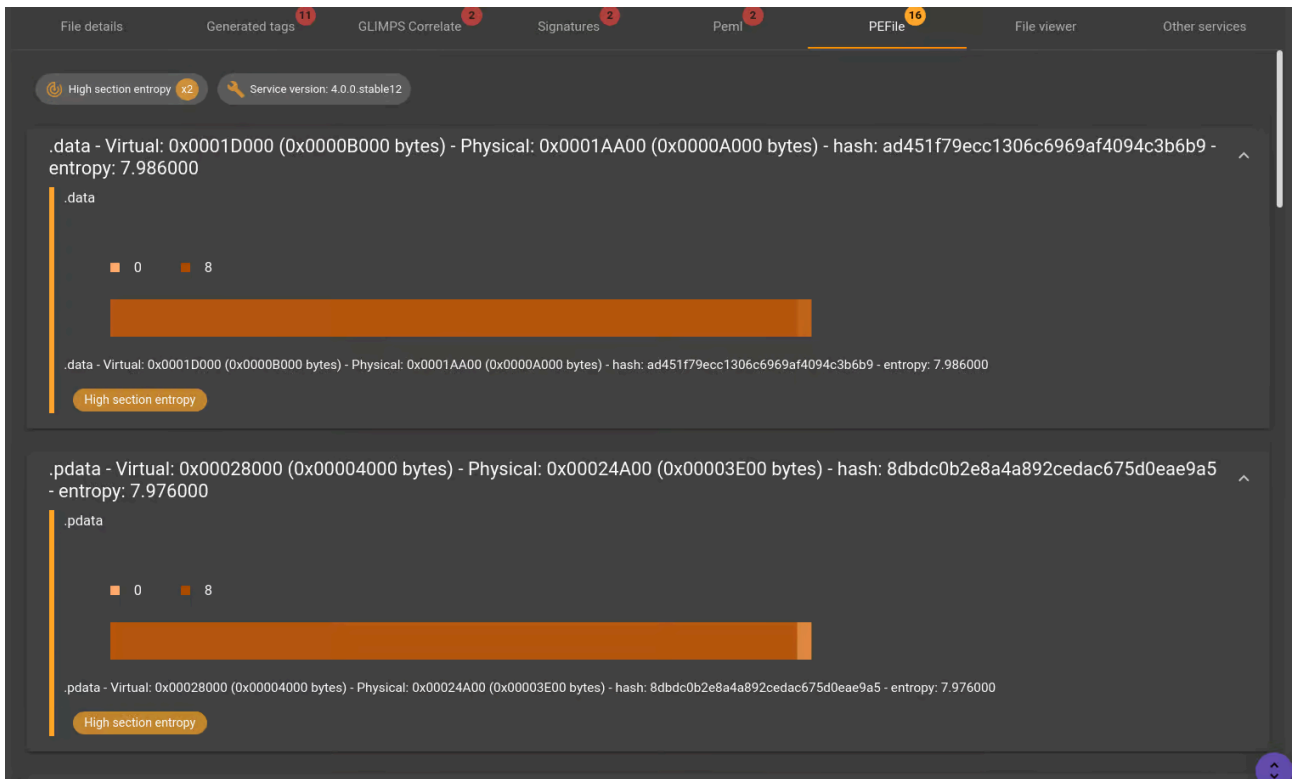 File details
Generated tags 11
GLIMPS Correlate 2
Signatures 2
Peml 2
PEFile 16
File viewer
Other services
High section entropy x2
Service version: 4.0.0.stable12
.data - Virtual: 0x0001D000 (0x0000B000 bytes) - Physical: 0x0001AA00 (0x0000A000 bytes) - hash: ad451f79ecc1306c6969af4094c3b6b9 -
entropy: 7.986000
.data
0
8
.data - Virtual: 0x0001D000 (0x0000B000 bytes) - Physical: 0x0001AA00 (0x0000A000 bytes) - hash: ad451f79ecc1306c6969af4094c3b6b9 - entropy: 7.986000
High section entropy
.pdata - Virtual: 0x00028000 (0x00004000 bytes) - Physical: 0x00024A00 (0x00003E00 bytes) - hash: 8dbdc0b2e8a4a892cedac675d0eae9a5
- entropy: 7.976000
.pdata
0
8
.pdata - Virtual: 0x00028000 (0x00004000 bytes) - Physical: 0x00024A00 (0x00003E00 bytes) - hash: 8dbdc0b2e8a4a892cedac675d0eae9a5 - entropy: 7.976000
High section entropy